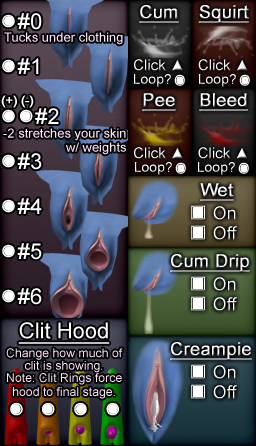 #0
Tucks under clothing
#1
(+) (-)
#2
-2 stretches your skin
w/ weights
#3
#4
#5
#6
Clit Hood
Change how much of
clit is showing.
Note: Clit Rings force
hood to final stage.
Cum
Click ▲
Loop?
Squirt
Click ▲
Loop?
Pee
Click ▲
Loop?
Bleed
Click ▲
Loop?
Wet
On
Off
Cum Drip
On
Off
Creampie
On
Off